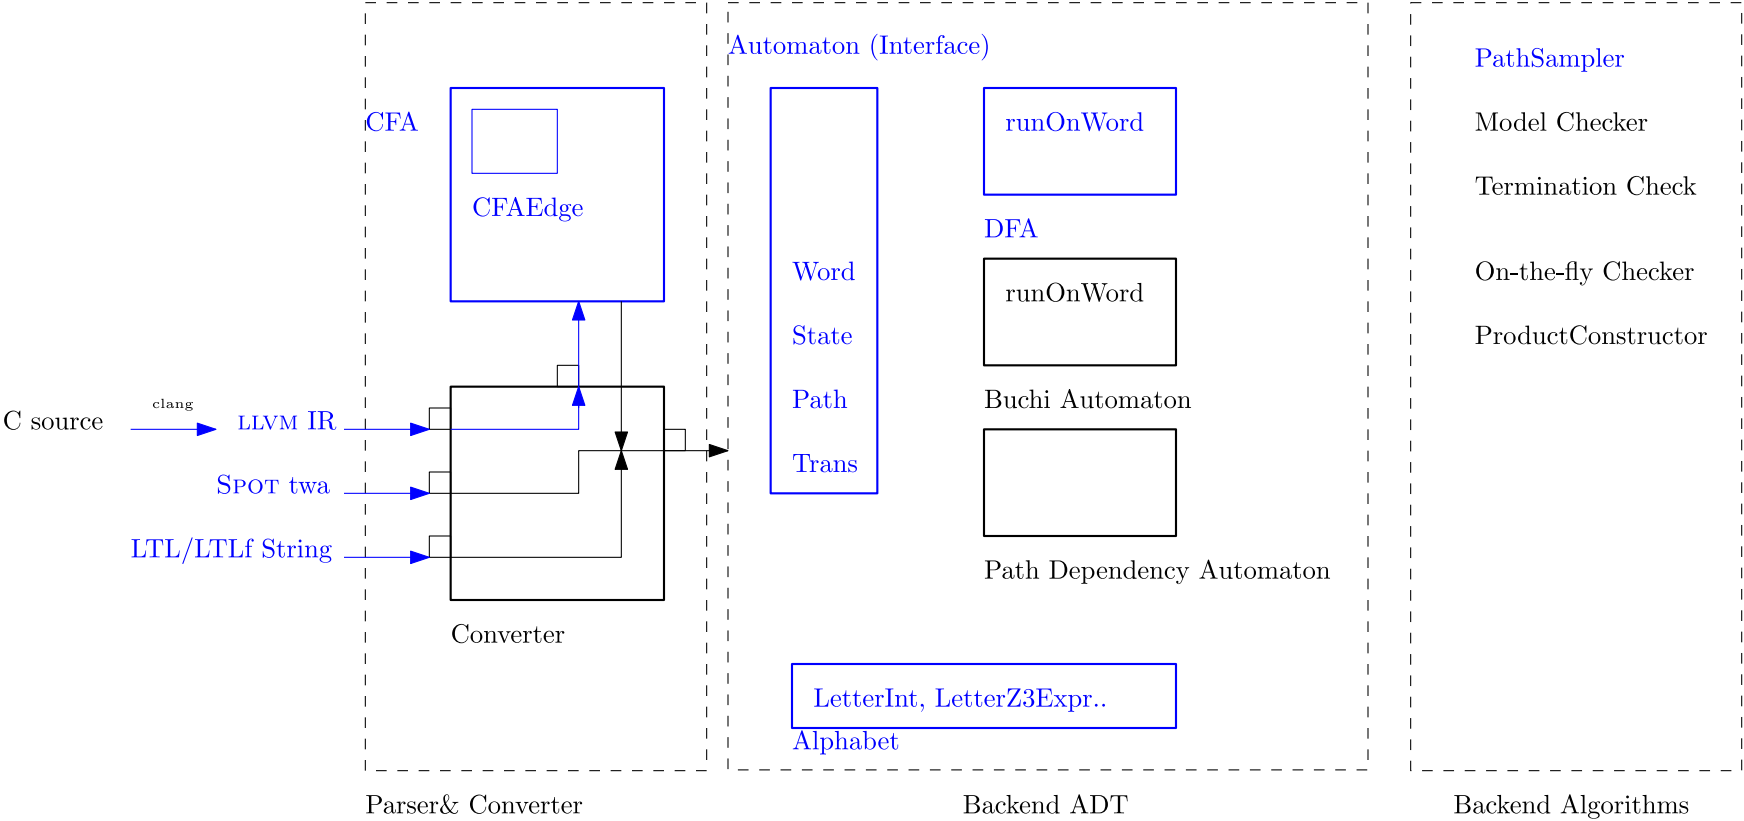 Automaton (Interface)
PathSampler
CFA
runOnWord
Model Checker
Termination Check
CFAEdge
DFA
Word
On-the-fly Checker
runOnWord
State
ProductConstructor
Path
Buchi Automaton
clang
C source
LLVM IR
Trans
SPOT twa
LTL/LTLf String
Path Dependency Automaton
Converter
LetterInt, LetterZ3Expr..
Alphabet
Parser& Converter
Backend ADT
Backend Algorithms